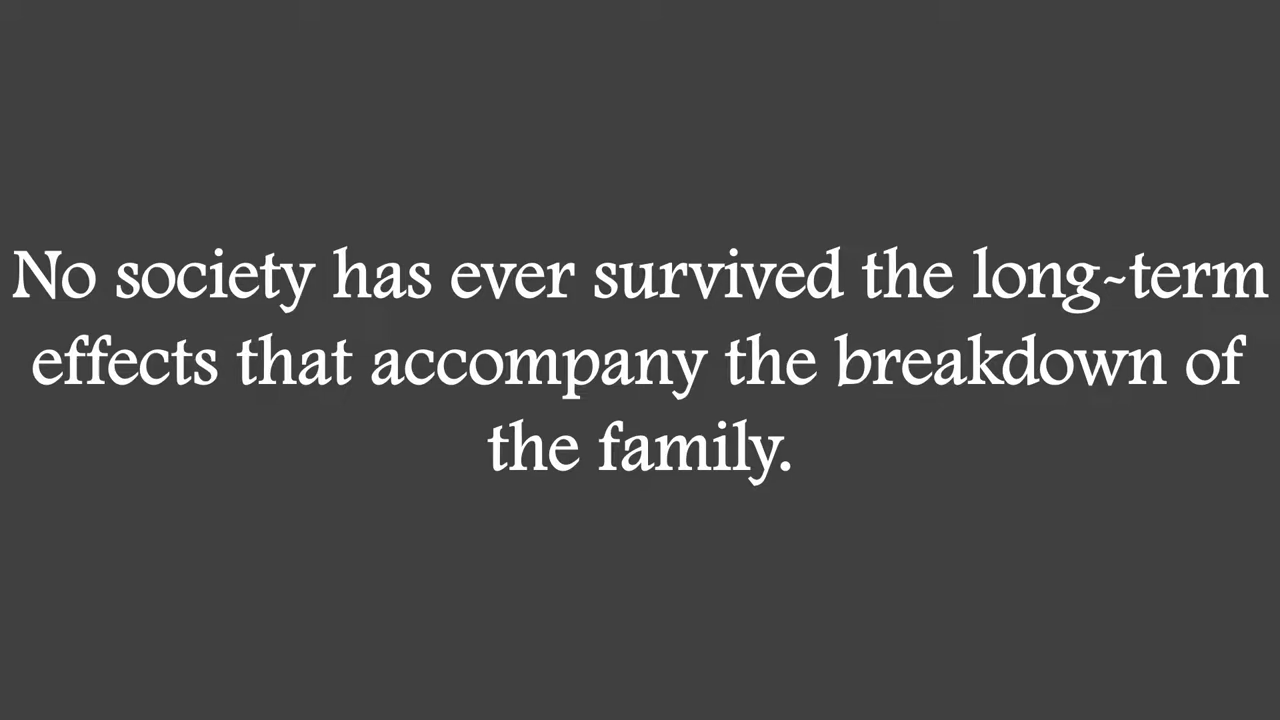 No society has ever survived the long-term
effects that accompany the breakdown of
the family.